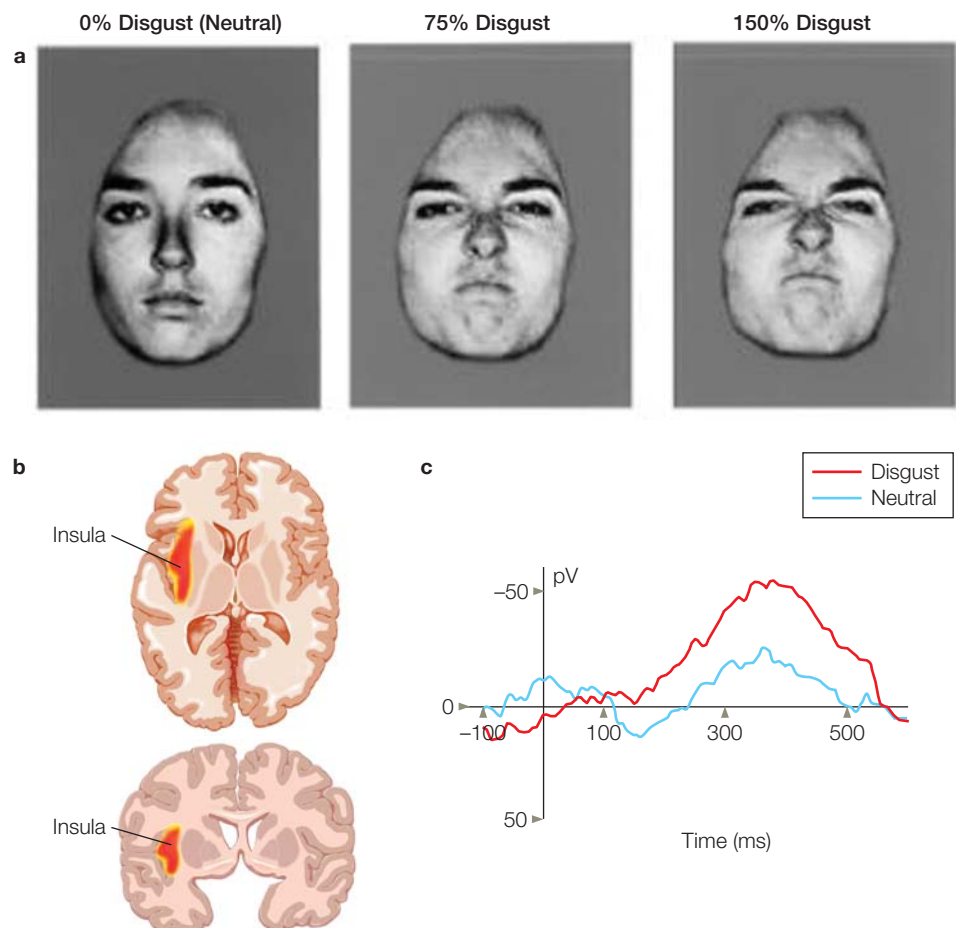 0% Disgust (Neutral)
75% Disgust
150% Disgust
a
b
Insula
Insula
c
Disgust
Neutral
–50
pV
0
–100
100
300
500
50
Time (ms)